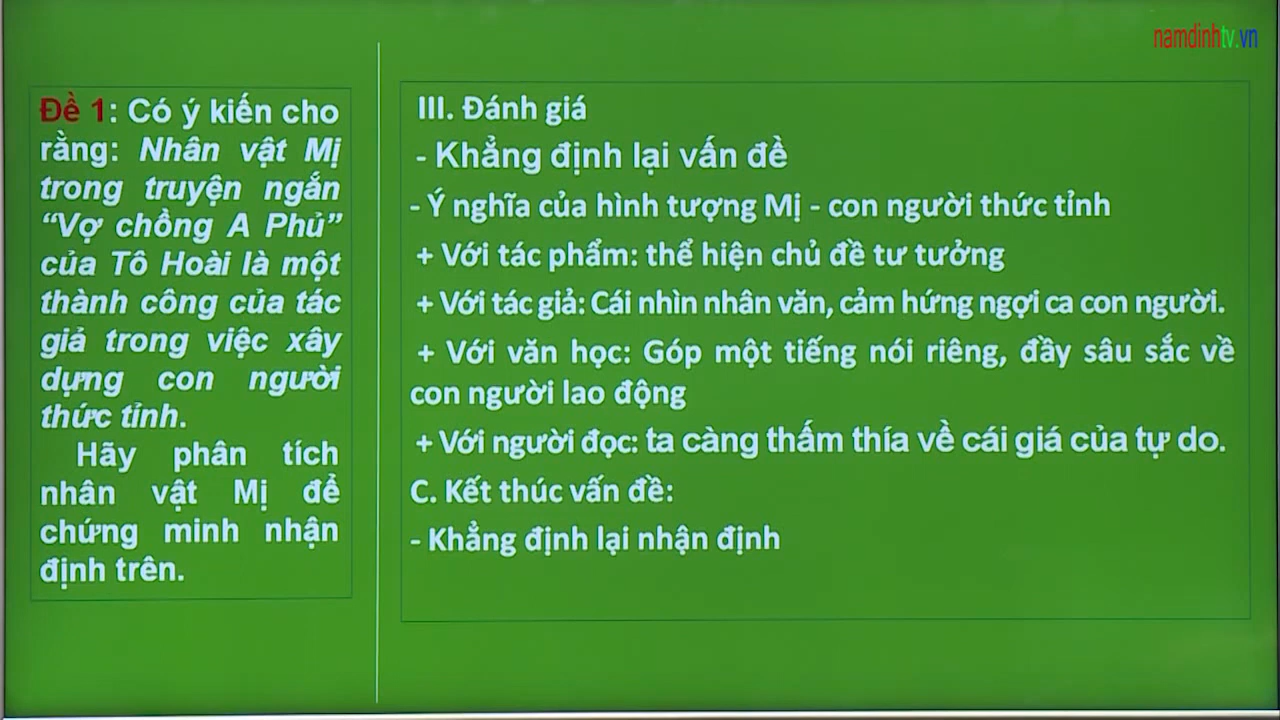 namdinhtv.vn
Đề 1: Có ý kiến cho
rằng: Nhân vật Mị
trong truyện ngắn
“Vợ chồng A Phủ”
của Tô Hoài là một
thành công của tác
giả trong việc xây
dựng con người
thức tỉnh.
Hãy phân tích
nhân vật Mị để
chứng minh nhận
định trên.
III. Đánh giá
- Khẳng định lại vấn đề
- Ý nghĩa của hình tượng Mị - con người thức tỉnh
+ Với tác phẩm: thể hiện chủ đề tư tưởng
+ Với tác giả: Cái nhìn nhân văn, cảm hứng ngợi ca con người.
+ Với văn học: Góp một tiếng nói riêng, đầy sâu sắc về
con người lao động
+ Với người đọc: ta càng thấm thía về cái giá của tự do.
C. Kết thúc vấn đề:
- Khẳng định lại nhận định